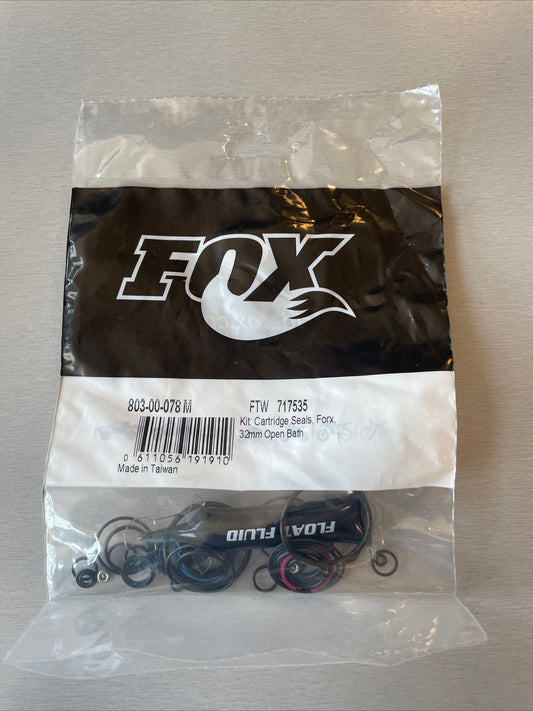 FOX
803-00-078 M
FTW 717535
Kit: Cartridge Seals, Forx,
32mm Open Bath
0 611056 191910
Made in Taiwan
FLOAT FLUID